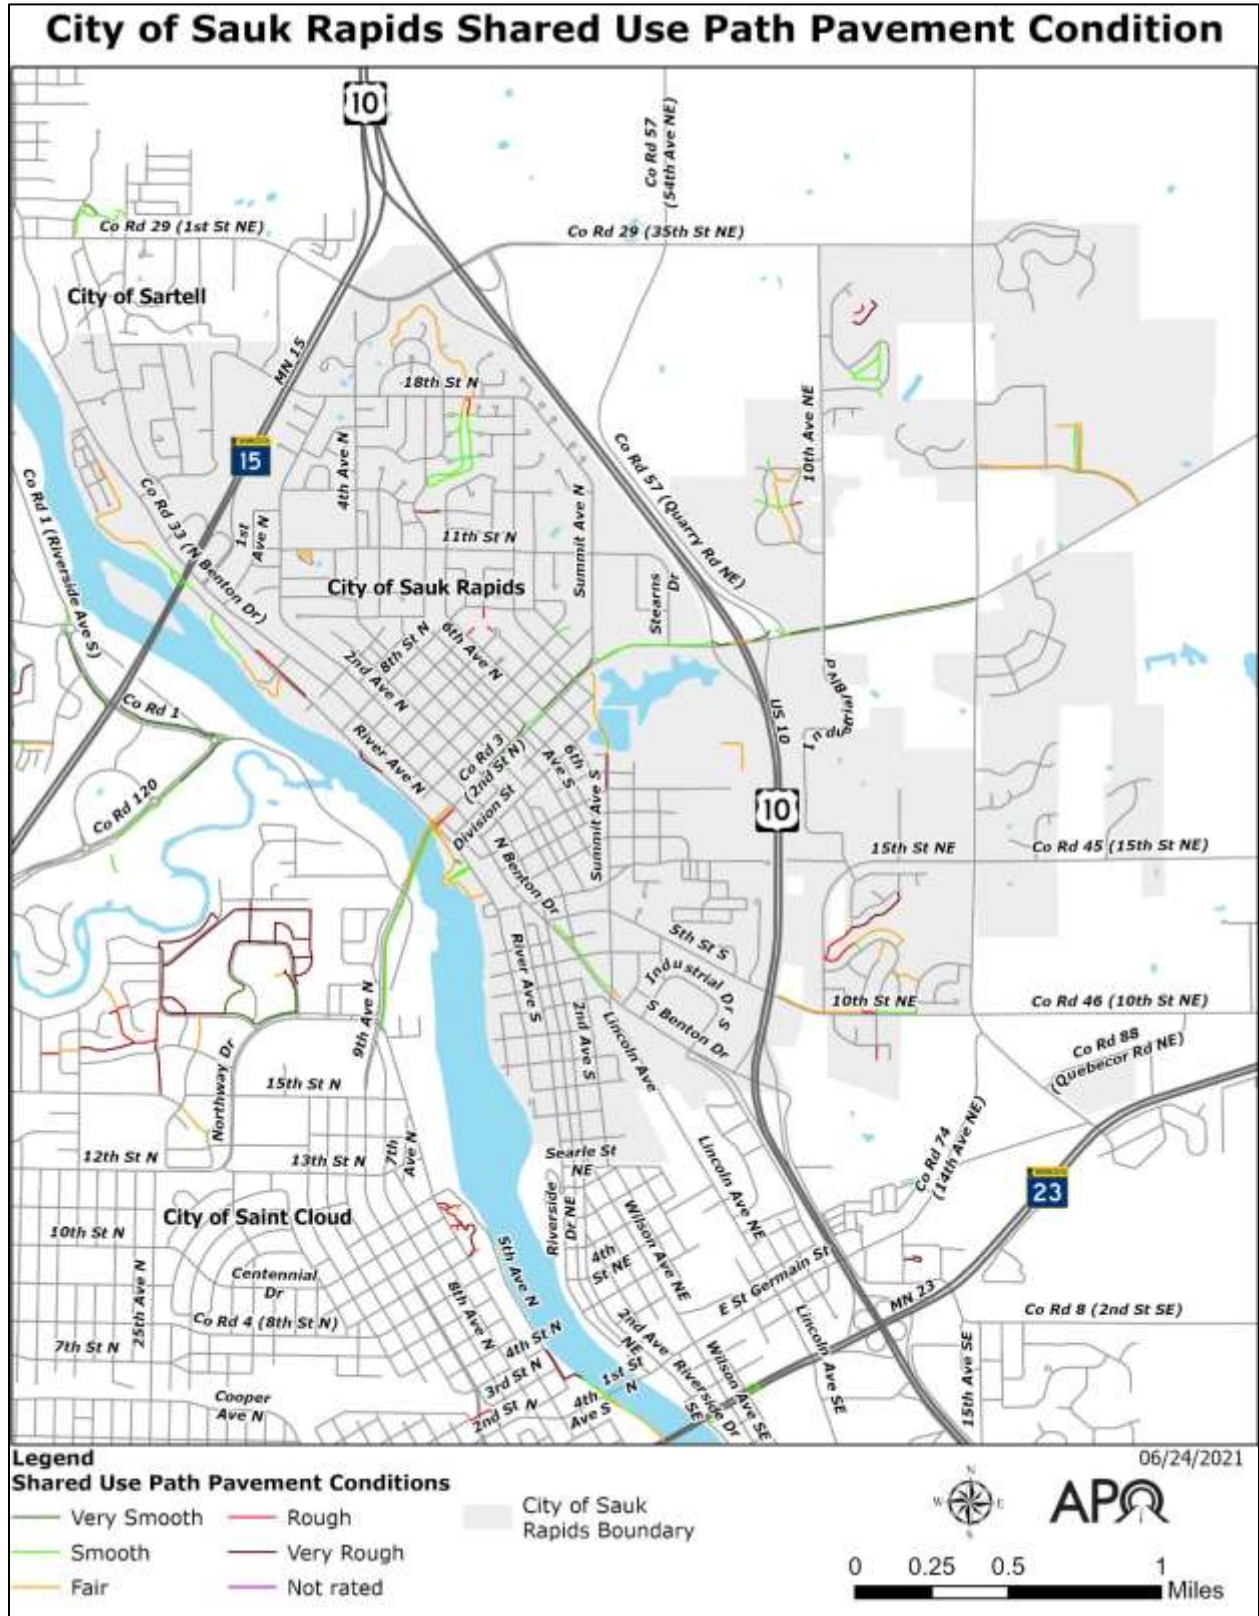 City of Sauk Rapids Shared Use Path Pavement Condition
10
Co Rd 57
(54th Ave NE)
Co Rd 29 (1st St NE)
Co Rd 29 (35th St NE)
City of Sartell
MN 15
18th St N
10th Ave NE
15
4th Ave N
Co Rd 57 (Quarry Rd NE)
Co Rd 1 (Riverside Ave S)
Co Rd 33 (N Benton Dr)
1st
Ave N
Summit Ave N
11th St N
City of Sauk Rapids
Stearns
Dr
8th St N
6th Ave N
2nd Ave N
Industrial Blvd
Co Rd 1
US 10
River Ave N
Co Rd 3
(2nd St N)
6th
Ave S
Co Rd 120
Division St
Summit Ave S
10
N Benton Dr
15th St NE
Co Rd 45 (15th St NE)
5th St S
River Ave S
Industrial Dr S
9th Ave N
10th St NE
Co Rd 46 (10th St NE)
2nd Ave S
S Benton Dr
Lincoln Ave
Northway Dr
Co Rd 88
(Quebecor Rd NE)
15th St N
12th St N
13th St N
7th
Ave N
Searle St
NE
Lincoln Ave NE
Co Rd 74
(14th Ave NE)
23
City of Saint Cloud
10th St N
Riverside
Dr NE
Wilson Ave NE
5th Ave N
4th
St NE
Centennial
Dr
25th Ave N
8th Ave N
E St Germain St
MN 23
Co Rd 4 (8th St N)
Co Rd 8 (2nd St SE)
7th St N
4th St N
2nd Ave
NE
Lincoln Ave SE
15th Ave SE
3rd St N
1st St
N
Wilson Ave SE
Riverside Dr
SE
Cooper
Ave N
2nd St N
4th
Ave S
Legend
06/24/2021
Shared Use Path Pavement Conditions
Very Smooth
Rough
City of Sauk
Rapids Boundary
Smooth
Very Rough
Fair
Not rated
N
W
E
S
APO
0
0.25
0.5
1
Miles